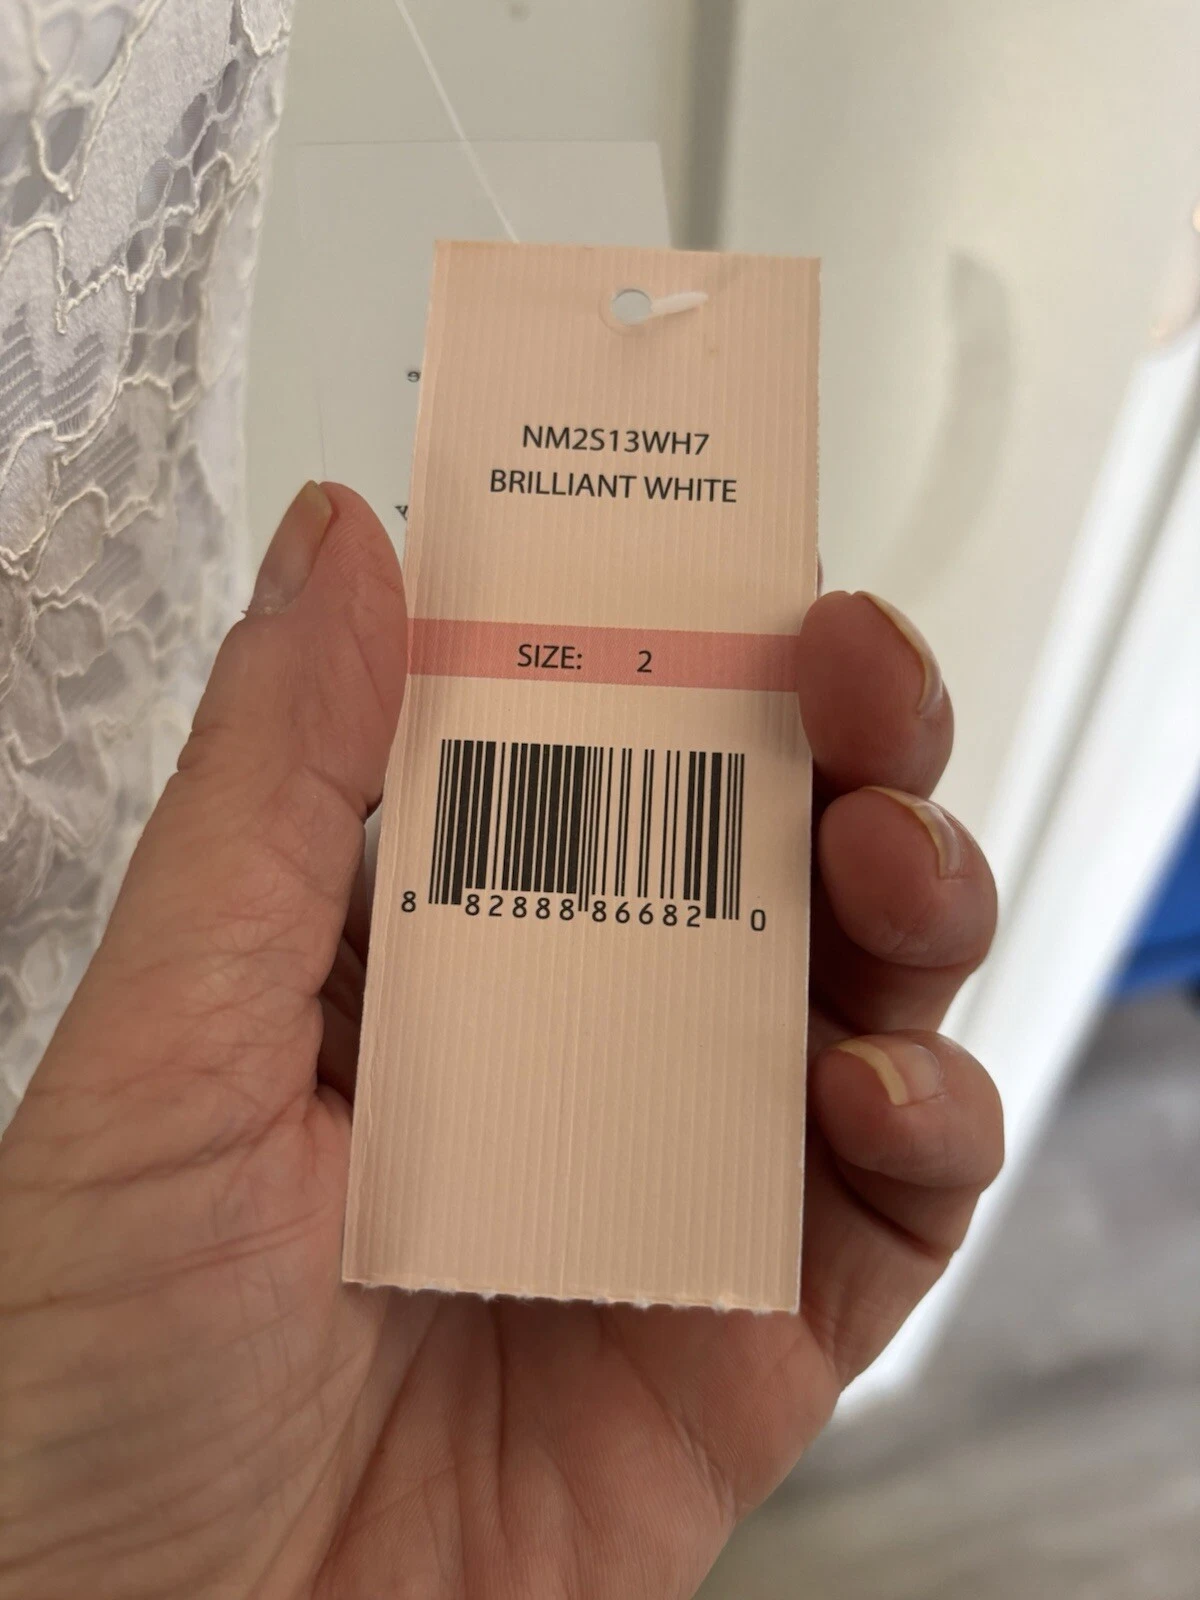 NM2S13WH7
BRILLIANT WHITE
SIZE: 2
8 82888 86682 0